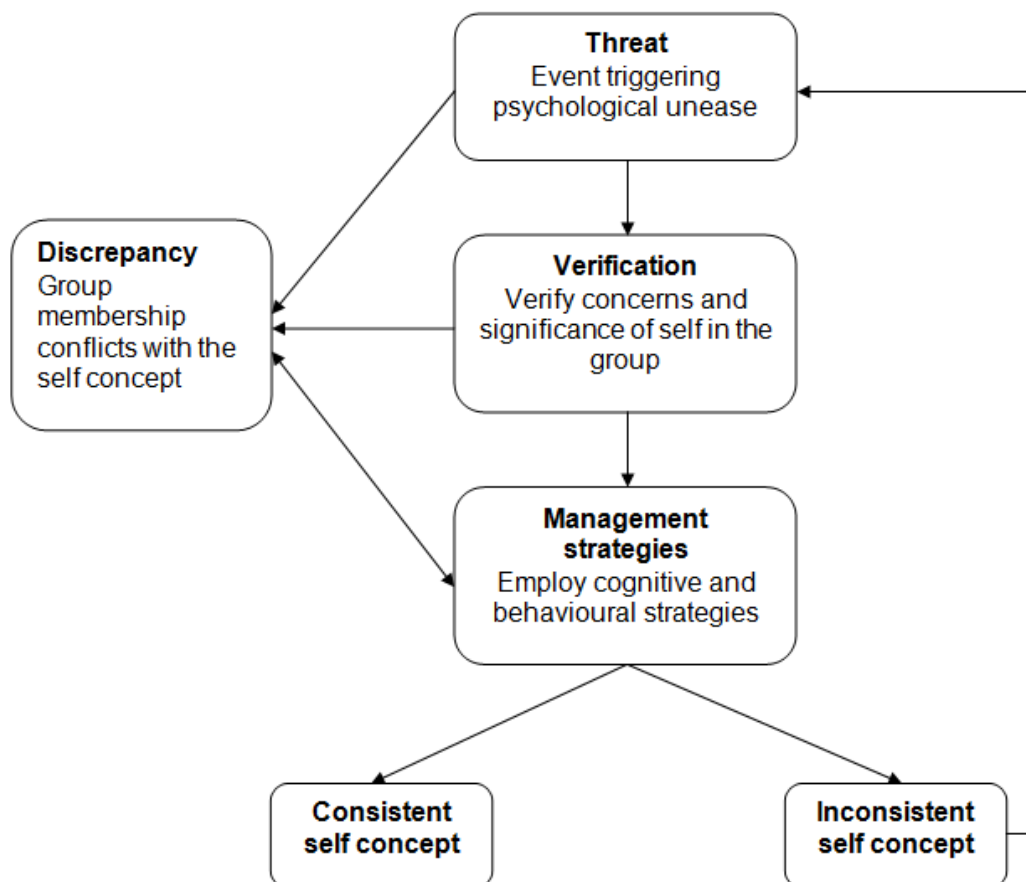 Threat
Event triggering
psychological unease
Discrepancy
Group
membership
conflicts with the
self concept
Verification
Verify concerns and
significance of self in the
group
Management
strategies
Employ cognitive and
behavioural strategies
Consistent
self concept
Inconsistent
self concept